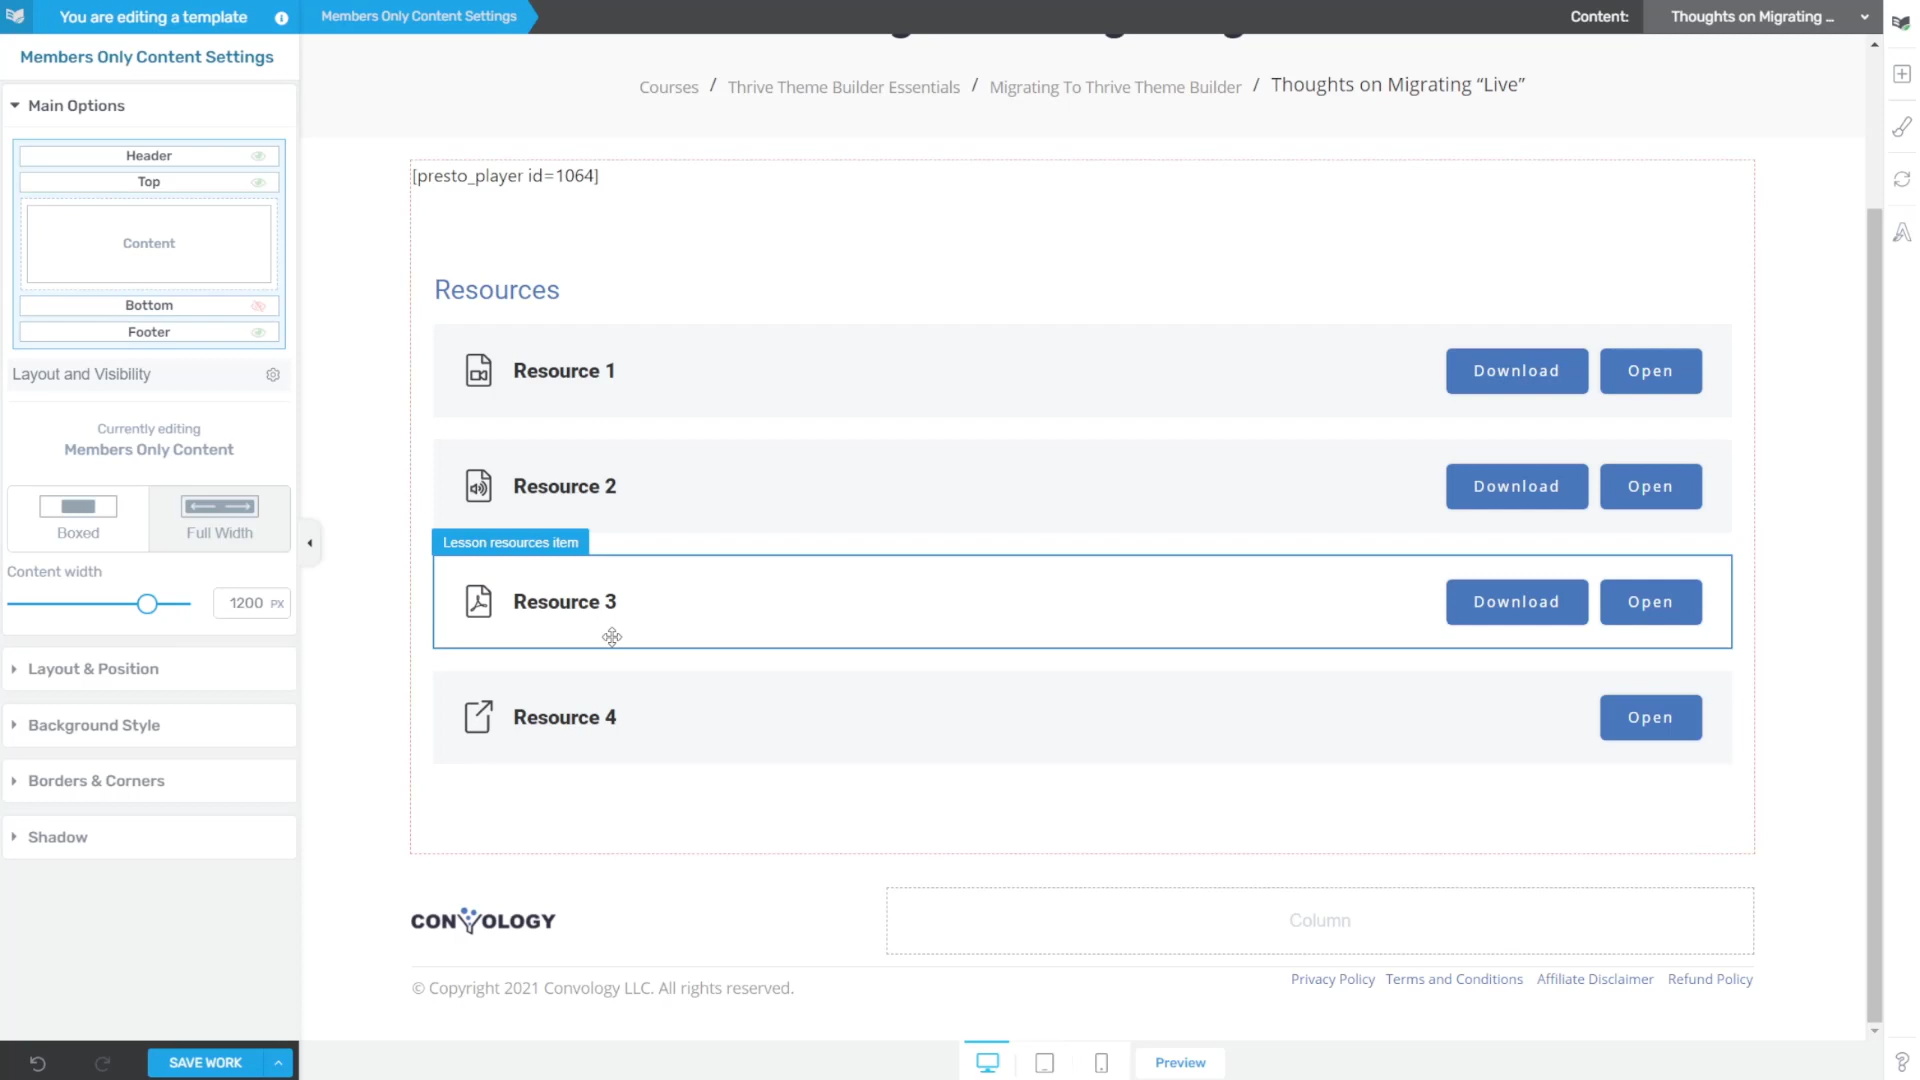 You are editing a template
Members Only Content Settings
Content:
Thoughts on Migrating ...
Members Only Content Settings
Main Options
Header
Top
Content
Bottom
Footer
Layout and Visibility
Currently editing
Members Only Content
Boxed
Full Width
Content width
1200 PX
Layout & Position
Background Style
Borders & Corners
Shadow
SAVE WORK
Courses / Thrive Theme Builder Essentials / Migrating To Thrive Theme Builder / Thoughts on Migrating “Live”
[presto_player id=1064]
Resources
Resource 1
Download
Open
Resource 2
Download
Open
Lesson resources item
Resource 3
Download
Open
Resource 4
Open
CONVOLOGY
Column
© Copyright 2021 Convology LLC. All rights reserved.
Privacy Policy Terms and Conditions Affiliate Disclaimer Refund Policy
Preview